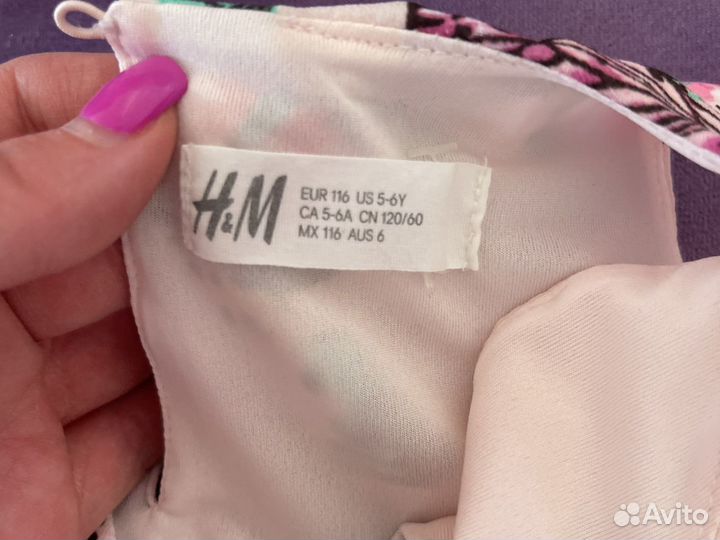 H&M
EUR 116 US 5-6Y
CA 5-6A CN 120/60
MX 116 AUS 6
Avito